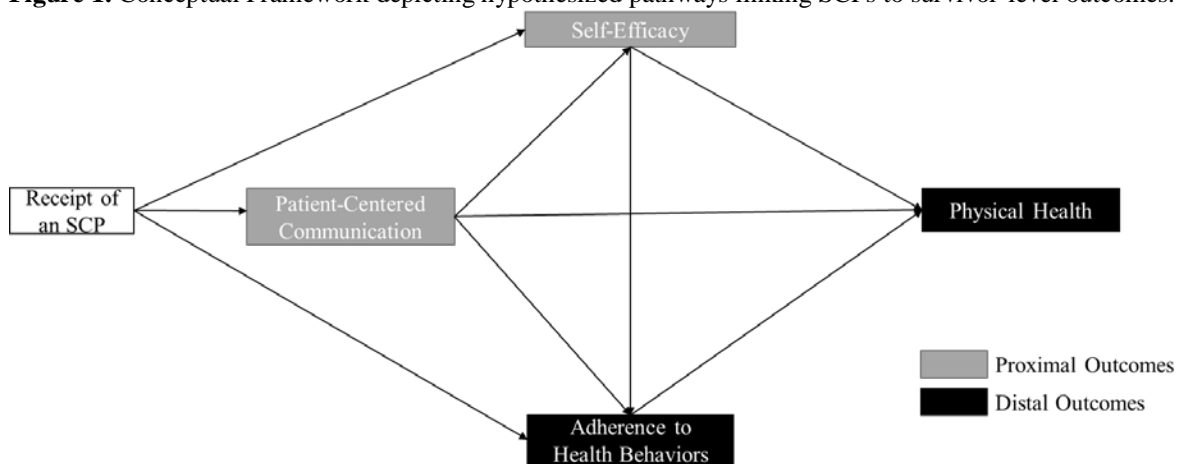 Figure 1. Conceptual Framework depicting hypothesized pathways linking SCPs to survivor-level outcomes.
Self-Efficacy
Receipt of
an SCP
Patient-Centered
Communication
Physical Health
Proximal Outcomes
Distal Outcomes
Adherence to
Health Behaviors